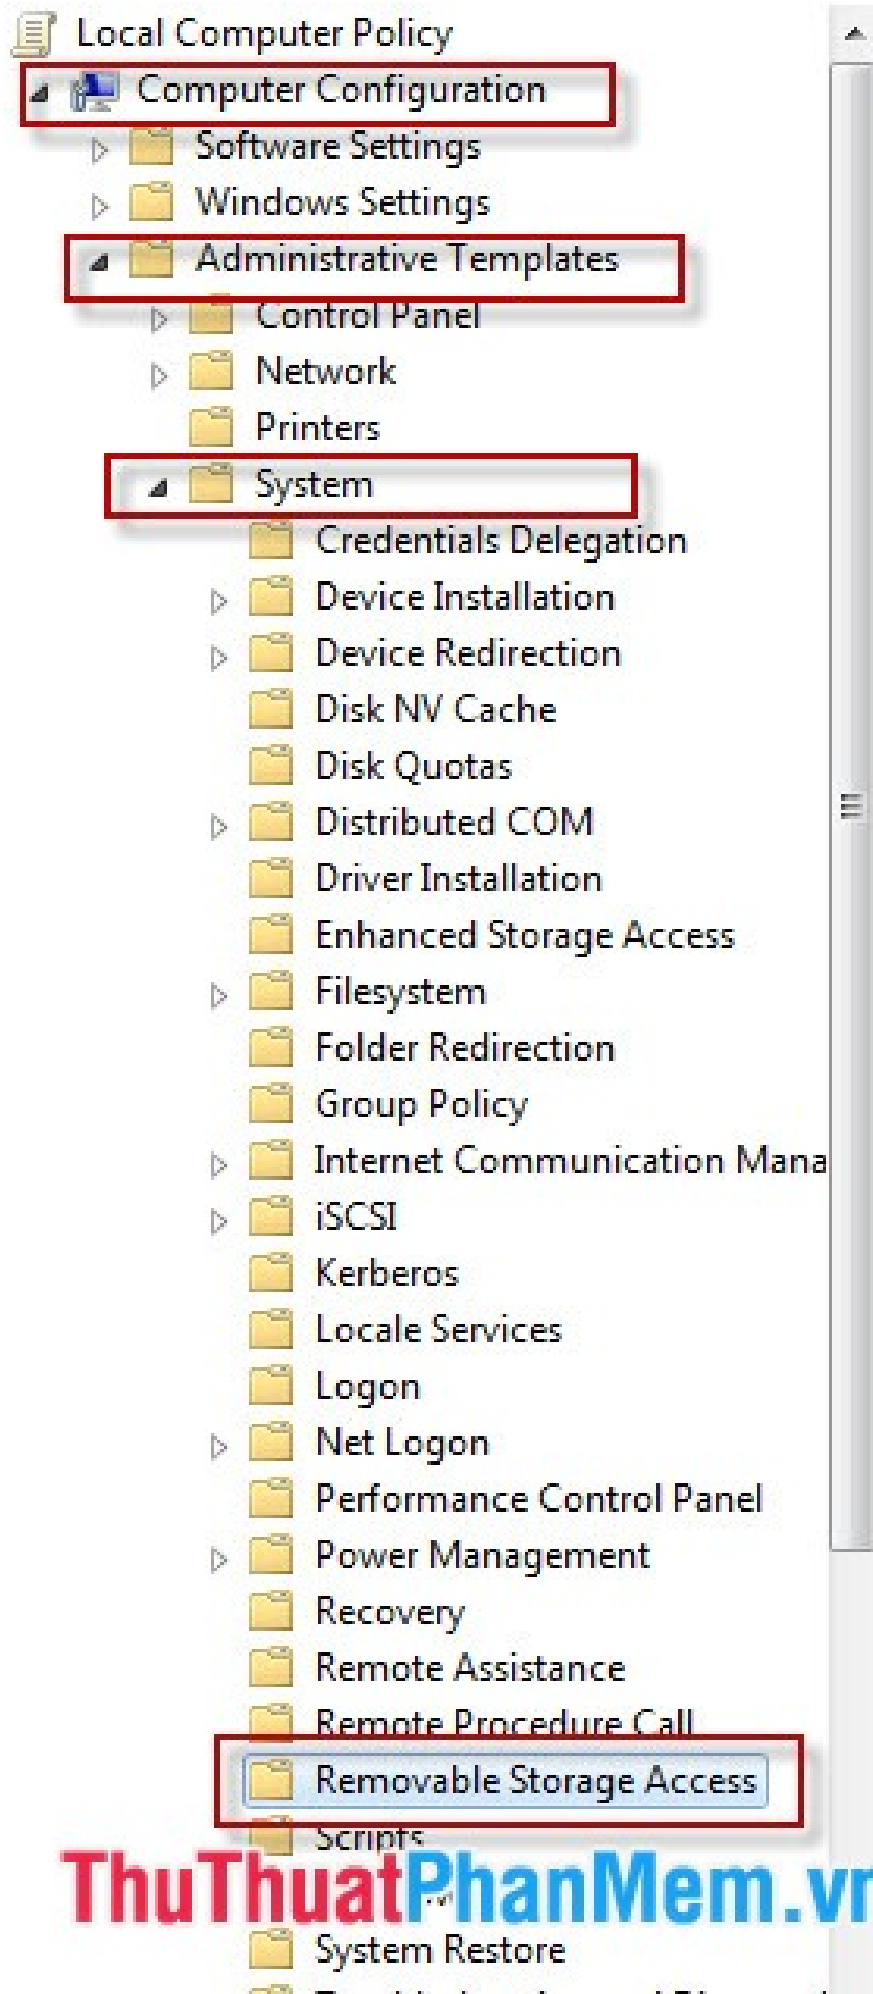 Local Computer Policy
Computer Configuration
Software Settings
Windows Settings
Administrative Templates
Control Panel
Network
Printers
System
Credentials Delegation
Device Installation
Device Redirection
Disk NV Cache
Disk Quotas
Distributed COM
Driver Installation
Enhanced Storage Access
Filesystem
Folder Redirection
Group Policy
Internet Communication Mana
iSCSI
Kerberos
Locale Services
Logon
Net Logon
Performance Control Panel
Power Management
Recovery
Remote Assistance
Remote Procedure Call
Removable Storage Access
Scripts
ThuThuatPhanMem.vn
System Restore